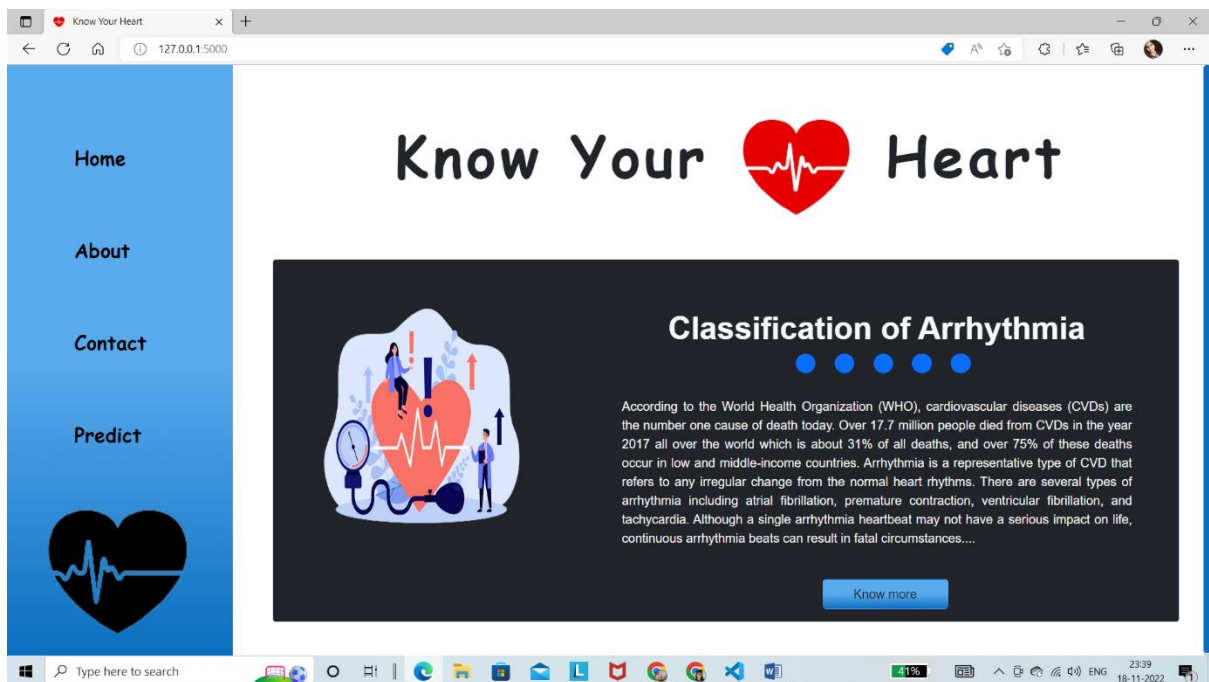 Know Your Heart
127.0.0.1:5000
Home
About
Contact
Predict
Know Your Heart
Classification of Arrhythmia
According to the World Health Organization (WHO), cardiovascular diseases (CVDs) are
the number one cause of death today. Over 17.7 million people died from CVDs in the year
2017 all over the world which is about 31% of all deaths, and over 75% of these deaths
occur in low and middle-income countries. Arrhythmia is a representative type of CVD that
refers to any irregular change from the normal heart rhythms. There are several types of
arrhythmia including atrial fibrillation, premature contraction, ventricular fibrillation, and
tachycardia. Although a single arrhythmia heartbeat may not have a serious impact on life,
continuous arrhythmia beats can result in fatal circumstances....
Know more
Type here to search
41%
ENG
23:39
18-11-2022